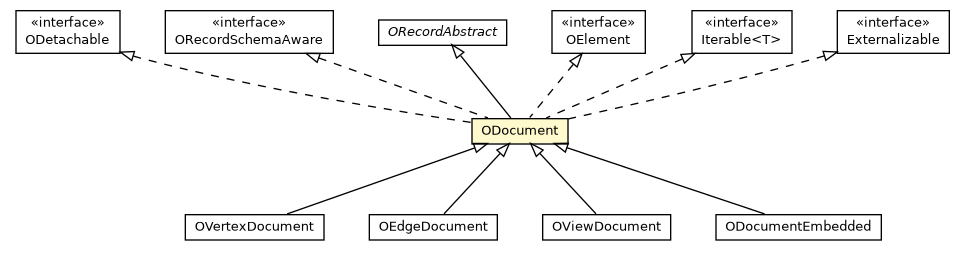 «interface»
ODetachable
«interface»
ORecordSchemaAware
ORecordAbstract
«interface»
OElement
«interface»
Iterable<T>
«interface»
Externalizable
ODocument
OVertexDocument
OEdgeDocument
OViewDocument
ODocumentEmbedded